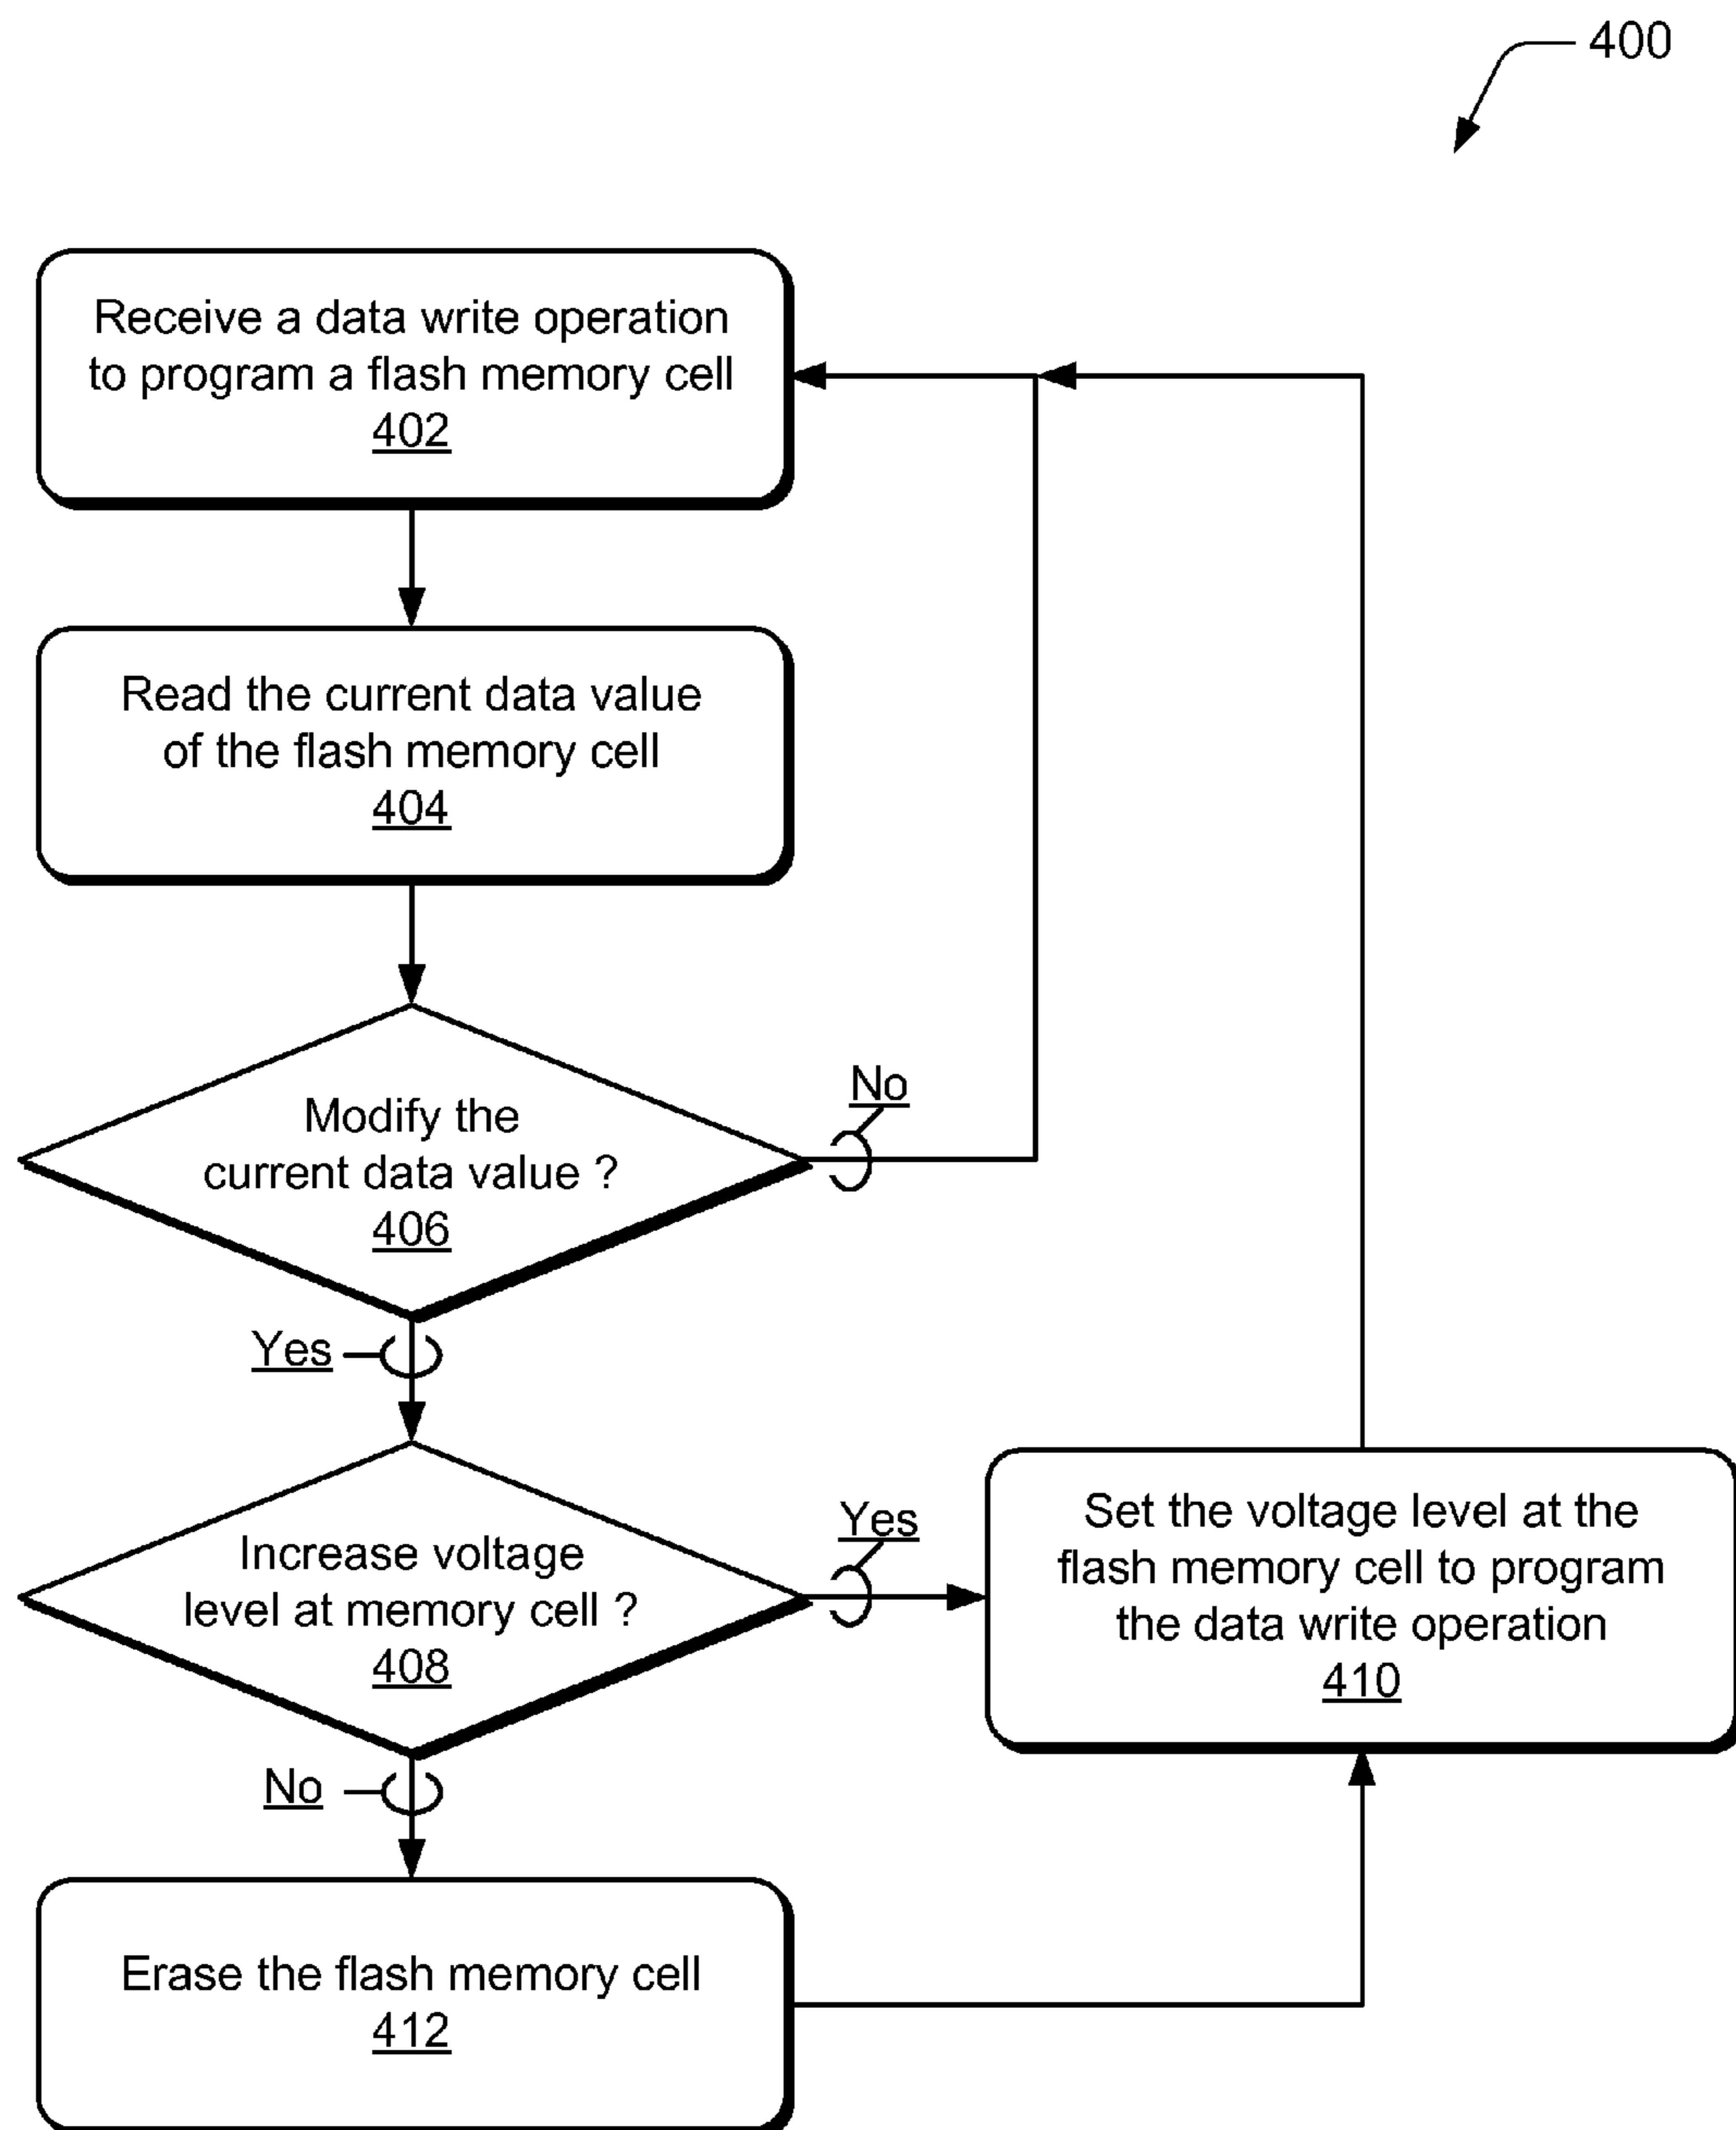 400
Receive a data write operation
to program a flash memory cell
402
Read the current data value
of the flash memory cell
404
No
Modify the
current data value ?
406
Yes
Yes
Increase voltage
level at memory cell ?
408
Set the voltage level at the
flash memory cell to program
the data write operation
410
No
Erase the flash memory cell
412